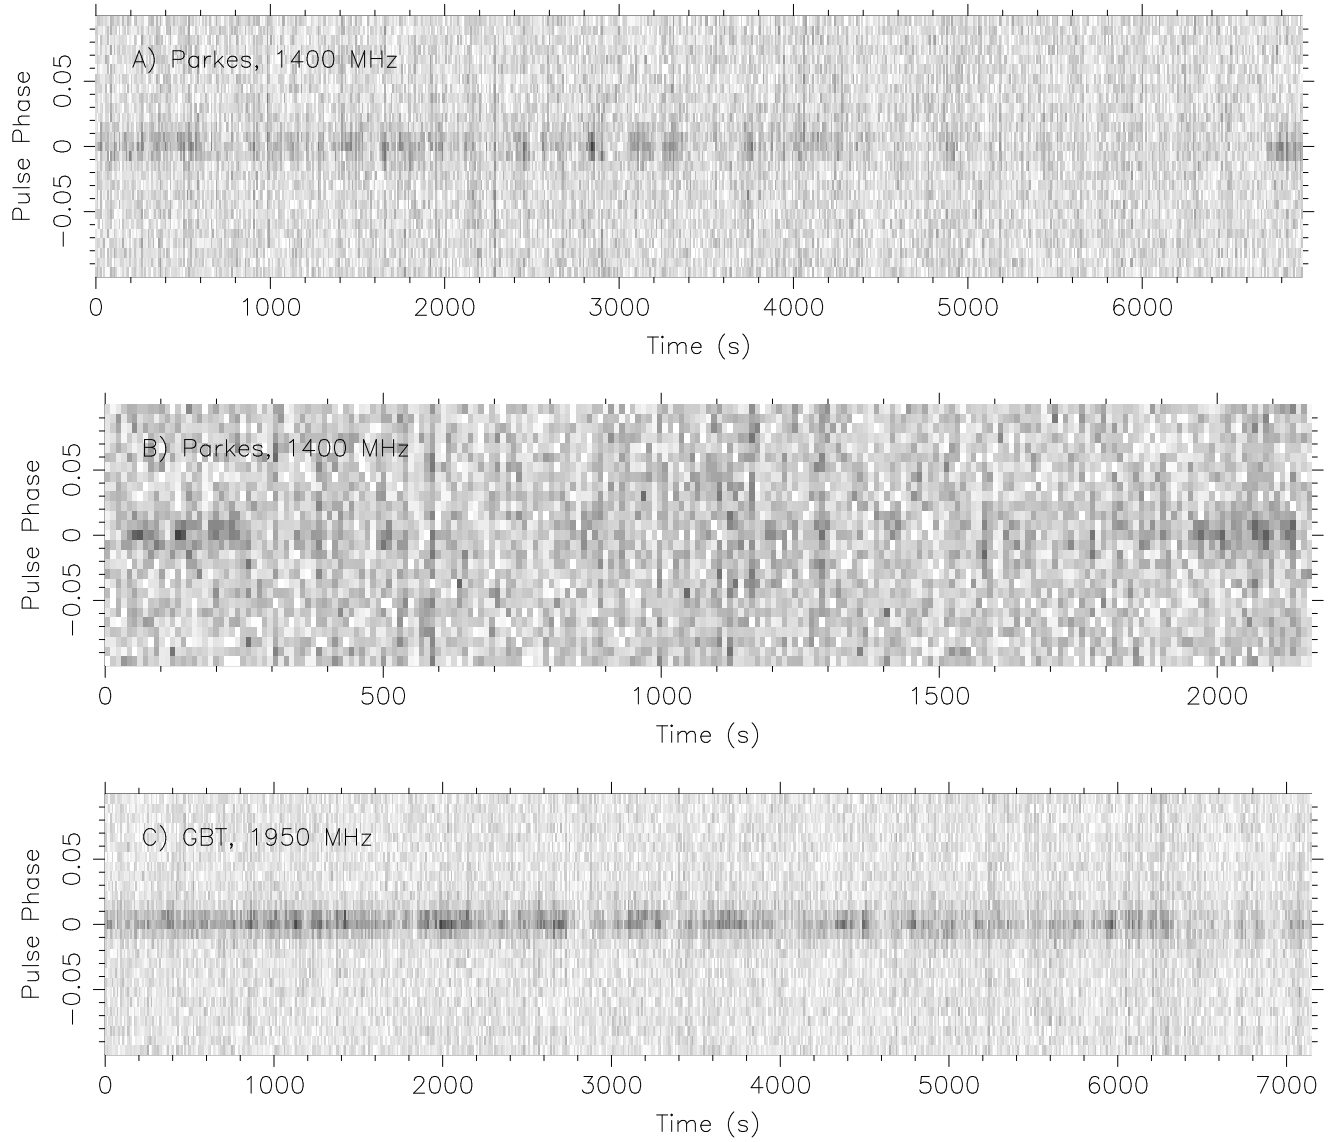 A) Parkes, 1400 MHz
Pulse Phase
0.05
0
−0.05
0 1000 2000 3000 4000 5000 6000
Time (s)
B) Parkes, 1400 MHz
Pulse Phase
0.05
0
−0.05
0 500 1000 1500 2000
Time (s)
C) GBT, 1950 MHz
Pulse Phase
0.05
0
−0.05
0 1000 2000 3000 4000 5000 6000 7000
Time (s)